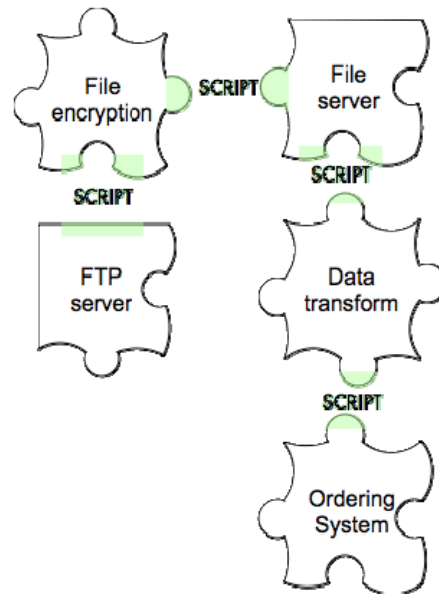 File
encryption
SCRIPT
File
server
SCRIPT
SCRIPT
FTP
server
Data
transform
SCRIPT
Ordering
System